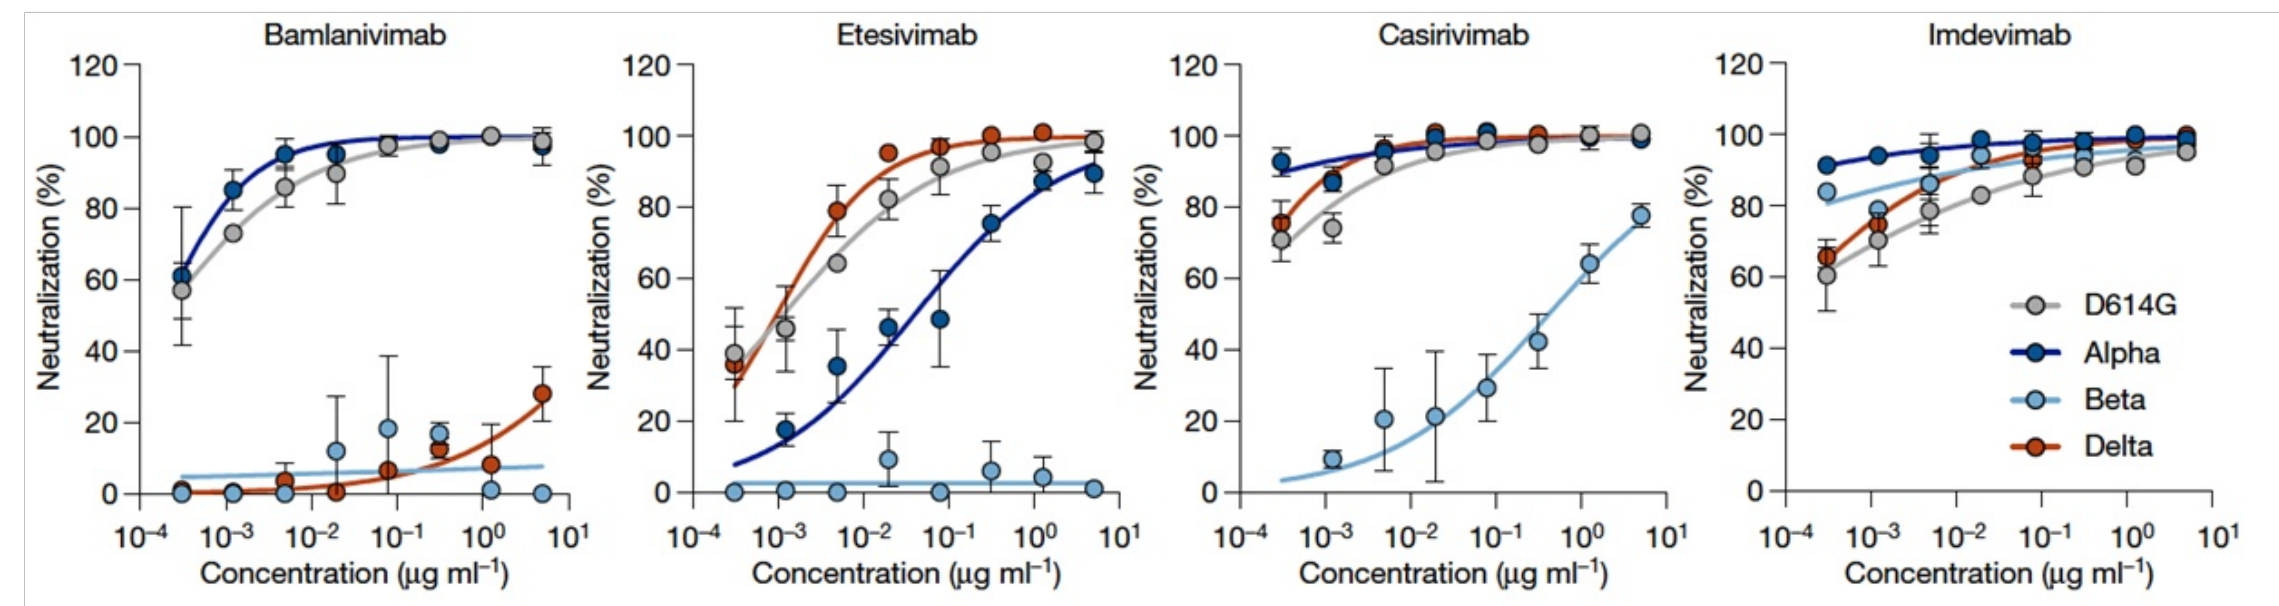 Bamlanivimab
Etesivimab
Casirivimab
Imdevimab
Neutralization (%)
120
100
80
60
40
20
0
10⁻⁴ 10⁻³ 10⁻² 10⁻¹ 10⁰ 10¹
Concentration (μg ml⁻¹)
Neutralization (%)
120
100
80
60
40
20
0
10⁻⁴ 10⁻³ 10⁻² 10⁻¹ 10⁰ 10¹
Concentration (μg ml⁻¹)
Neutralization (%)
120
100
80
60
40
20
0
10⁻⁴ 10⁻³ 10⁻² 10⁻¹ 10⁰ 10¹
Concentration (μg ml⁻¹)
Neutralization (%)
120
100
80
60
40
20
0
10⁻⁴ 10⁻³ 10⁻² 10⁻¹ 10⁰ 10¹
Concentration (μg ml⁻¹)
D614G
Alpha
Beta
Delta